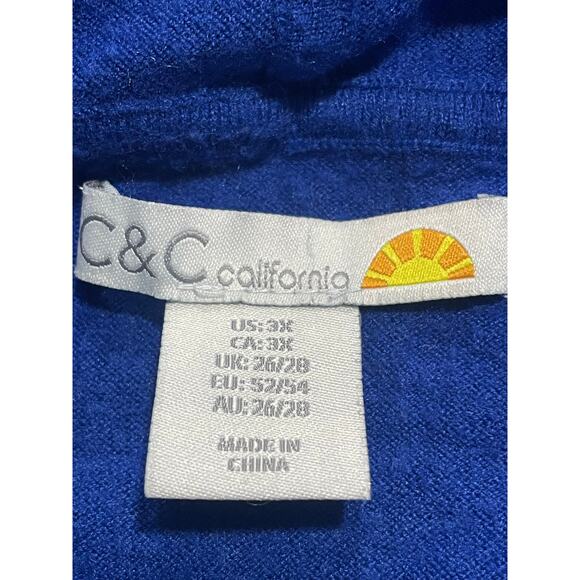 C&C california
US: 3X
CA: 3X
UK: 26/28
EU: 52/54
AU: 26/28
MADE IN
CHINA